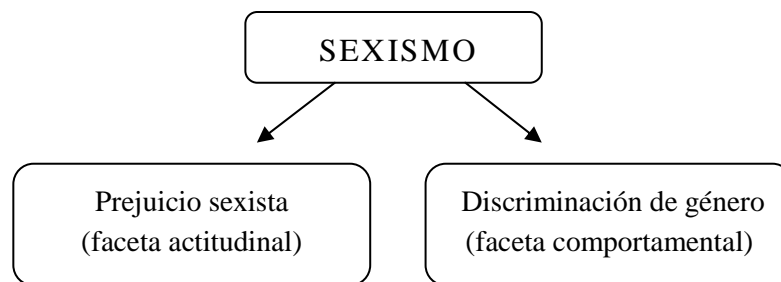 SEXISMO
Prejuicio sexista
(faceta actitudinal)
Discriminación de género
(faceta comportamental)